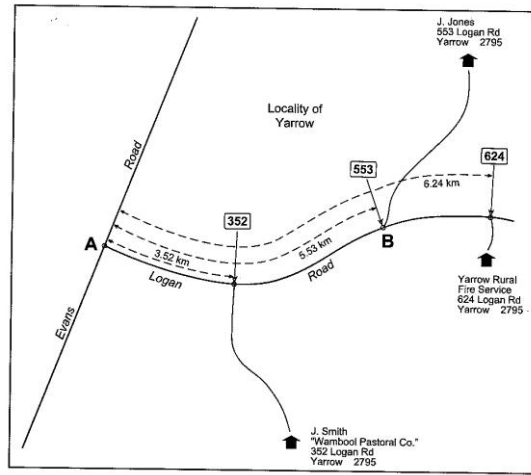 J. Jones
553 Logan Rd
Yarrow 2795
Locality of
Yarrow
Road
553
624
6.24 km
352
A
3.52 km
5.53 km
B
Logan
Road
Evans
Yarrow Rural
Fire Service
624 Logan Rd
Yarrow 2795
J. Smith
"Wambool Pastoral Co."
352 Logan Rd
Yarrow 2795